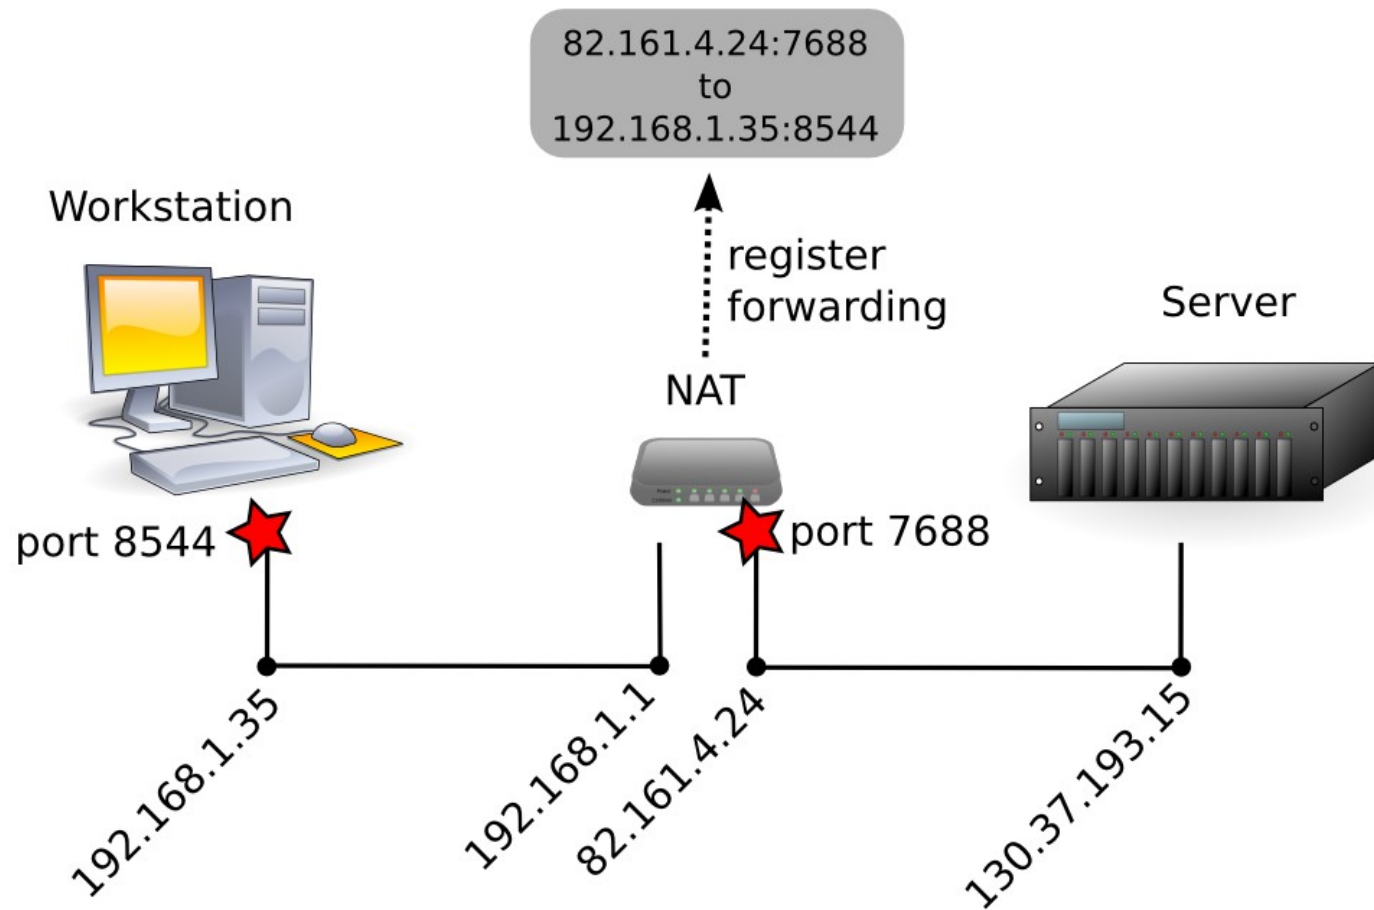 82.161.4.24:7688
to
192.168.1.35:8544
Workstation
register
forwarding
Server
NAT
port 8544
port 7688
192.168.1.35
192.168.1.1
82.161.4.24
130.37.193.15